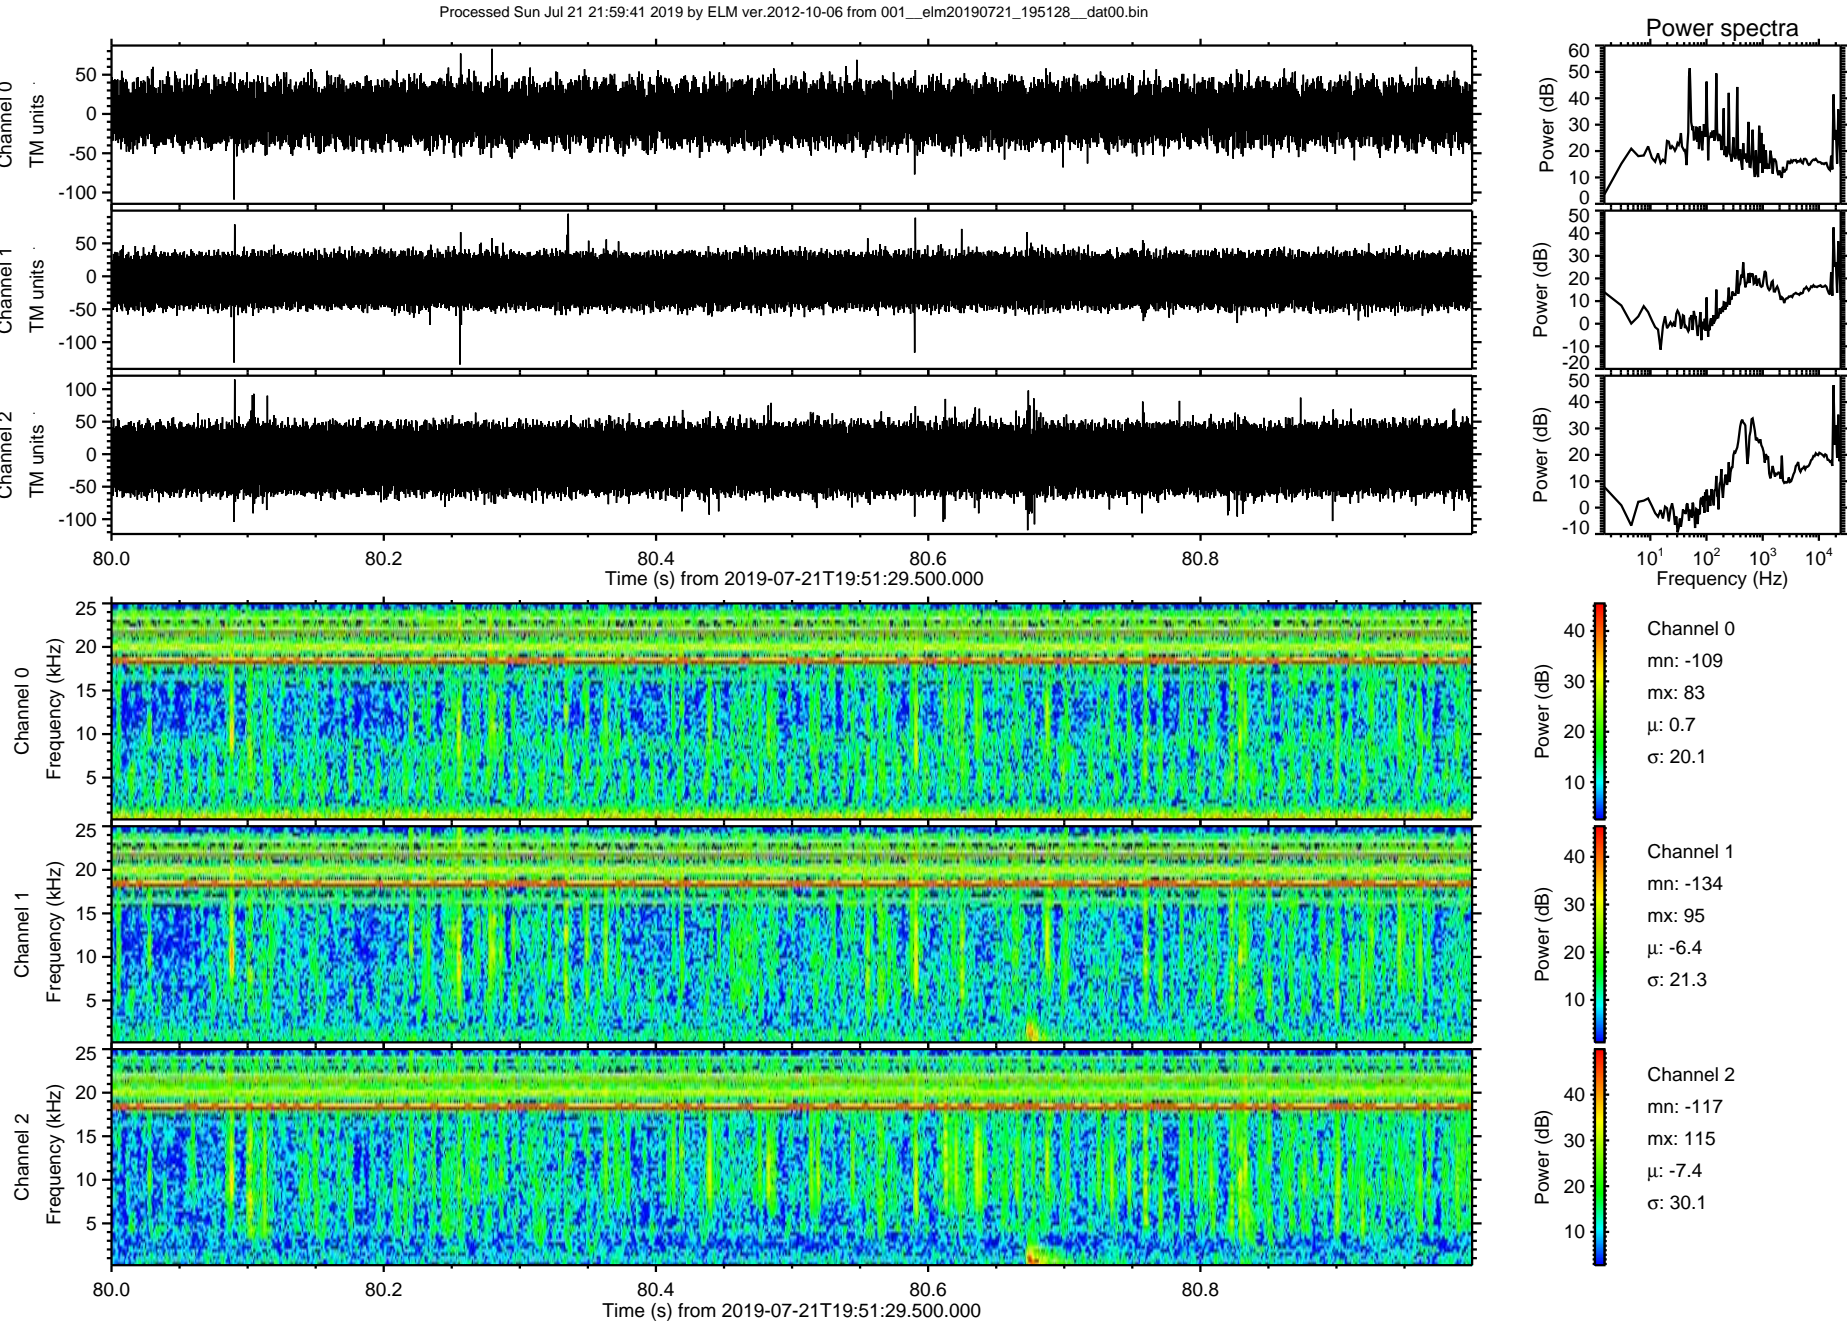 Processed Sun Jul 21 21:59:41 2019 by ELM ver.2012-10-06 from 001__elm20190721_195128__dat00.bin
Power spectra
Channel 0
TM units
50
0
-50
-100
Power (dB)
60
50
40
30
20
10
0
Channel 1
TM units
50
0
-50
-100
Power (dB)
50
40
30
20
10
0
-10
-20
Channel 2
TM units
100
50
0
-50
-100
Power (dB)
50
40
30
20
10
0
-10
80.0 80.2 80.4 80.6 80.8
Time (s) from 2019-07-21T19:51:29.500.000
10¹ 10² 10³ 10⁴
Frequency (Hz)
Channel 0
Frequency (kHz)
25
20
15
10
5
Power (dB)
40
30
20
10
Channel 0
mn: -109
mx: 83
μ: 0.7
σ: 20.1
Channel 1
Frequency (kHz)
25
20
15
10
5
Power (dB)
40
30
20
10
Channel 1
mn: -134
mx: 95
μ: -6.4
σ: 21.3
Channel 2
Frequency (kHz)
25
20
15
10
5
Power (dB)
40
30
20
10
Channel 2
mn: -117
mx: 115
μ: -7.4
σ: 30.1
80.0 80.2 80.4 80.6 80.8
Time (s) from 2019-07-21T19:51:29.500.000